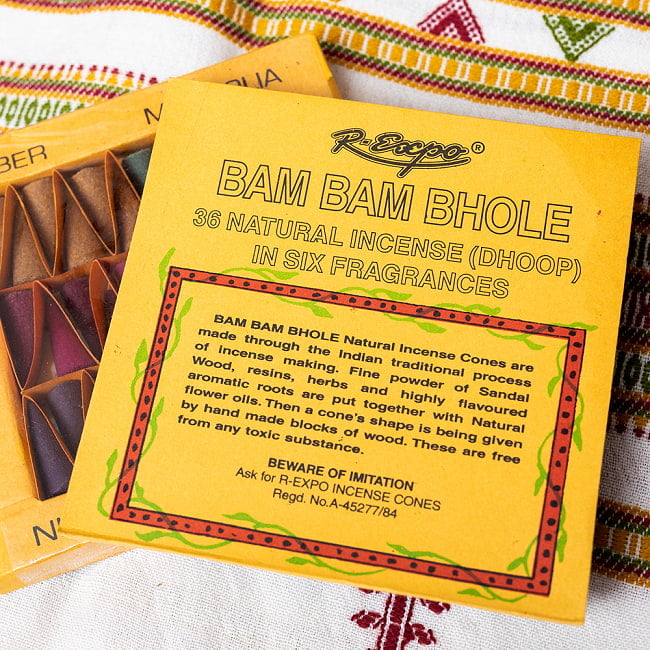 BER
R-Expo®
BAM BAM BHOLE
36 NATURAL INCENSE (DHOOP)
IN SIX FRAGRANCES
BAM BAM BHOLE Natural Incense Cones are
made through the Indian traditional process
of incense making. Fine powder of Sandal
Wood, resins, herbs and highly flavoured
aromatic roots are put together with Natural
flower oils. Then a cone's shape is being given
by hand made blocks of wood. These are free
from any toxic substance.
BEWARE OF IMITATION
Ask for R-EXPO INCENSE CONES
Regd. No.A-45277/84